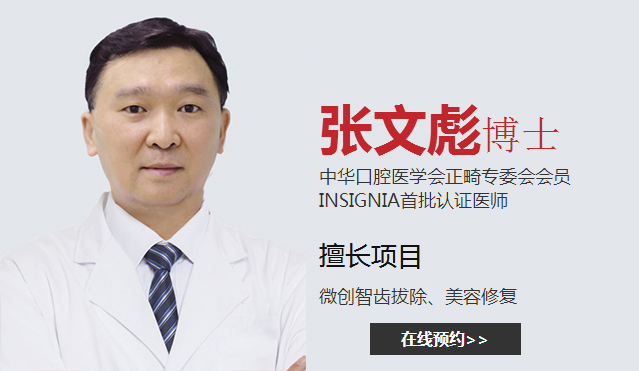 张文彪博士
中华口腔医学会正畸专委会会员
INSIGNIA首批认证医师
擅长项目
微创智齿拔除、美容修复
在线预约>>